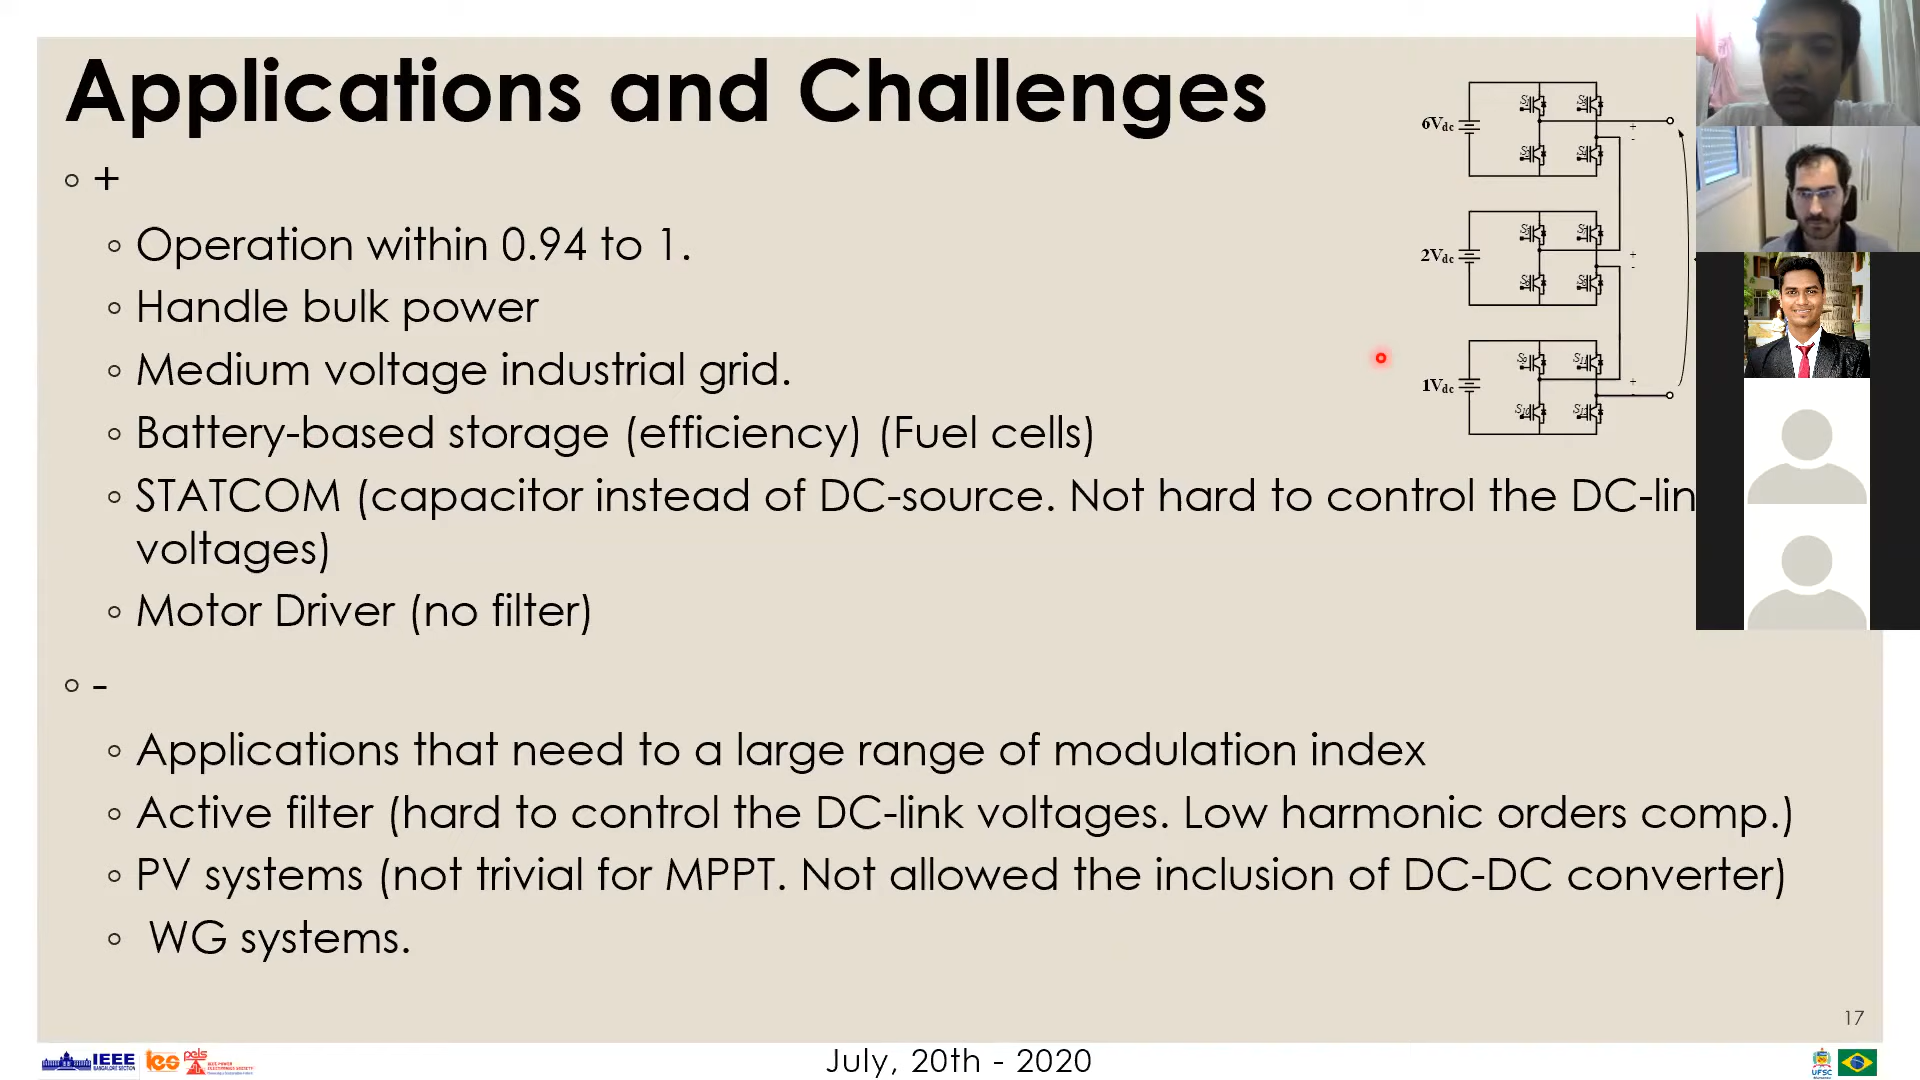 Applications and Challenges
+
Operation within 0.94 to 1.
Handle bulk power
Medium voltage industrial grid.
Battery-based storage (efficiency) (Fuel cells)
STATCOM (capacitor instead of DC-source. Not hard to control the DC-lin
voltages)
Motor Driver (no filter)
-
Applications that need to a large range of modulation index
Active filter (hard to control the DC-link voltages. Low harmonic orders comp.)
PV systems (not trivial for MPPT. Not allowed the inclusion of DC-DC converter)
WG systems.
6Vdc
+
-
2Vdc
+
-
1Vdc
S9
S10
+
-
17
IEEE
BANGALORE SECTION
ies
pels
July, 20th - 2020
UFSC